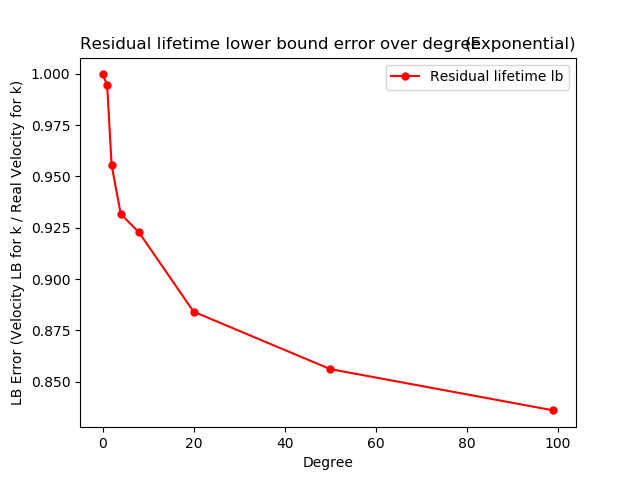 Residual lifetime lower bound error over degree (Exponential)
Residual lifetime lb
LB Error (Velocity LB for k / Real Velocity for k)
1.000
0.975
0.950
0.925
0.900
0.875
0.850
0 20 40 60 80 100
Degree